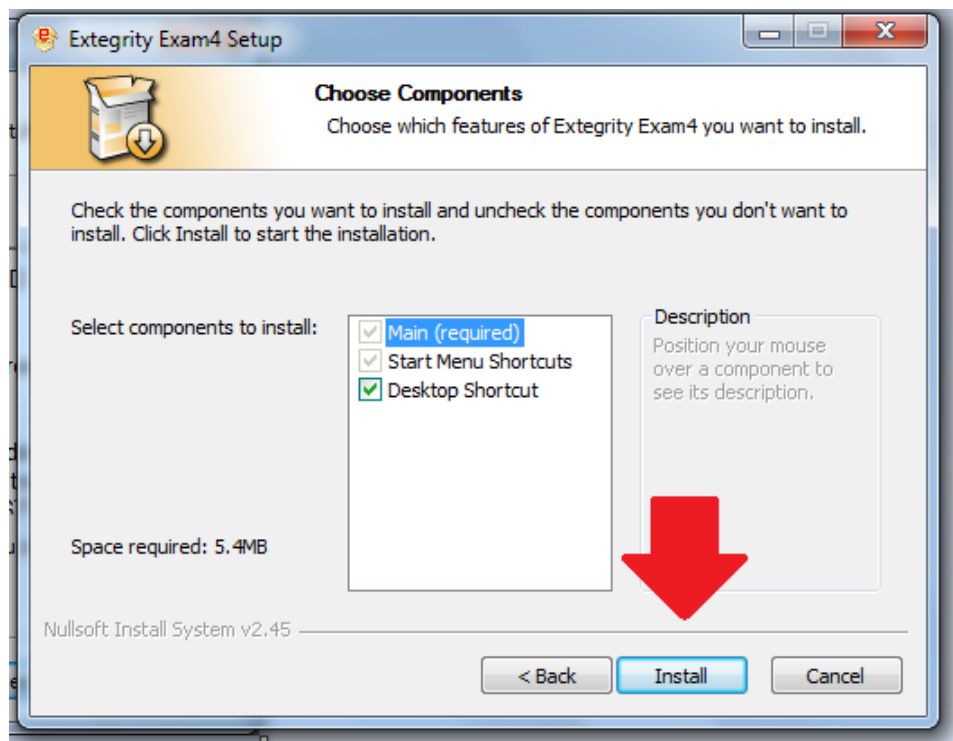 Extegrity Exam4 Setup
Choose Components
Choose which features of Extegrity Exam4 you want to install.
Check the components you want to install and uncheck the components you don't want to
install. Click Install to start the installation.
Select components to install:
Main (required)
Start Menu Shortcuts
Desktop Shortcut
Description
Position your mouse
over a component to
see its description.
Space required: 5.4MB
Nullsoft Install System v2.45
< Back
Install
Cancel